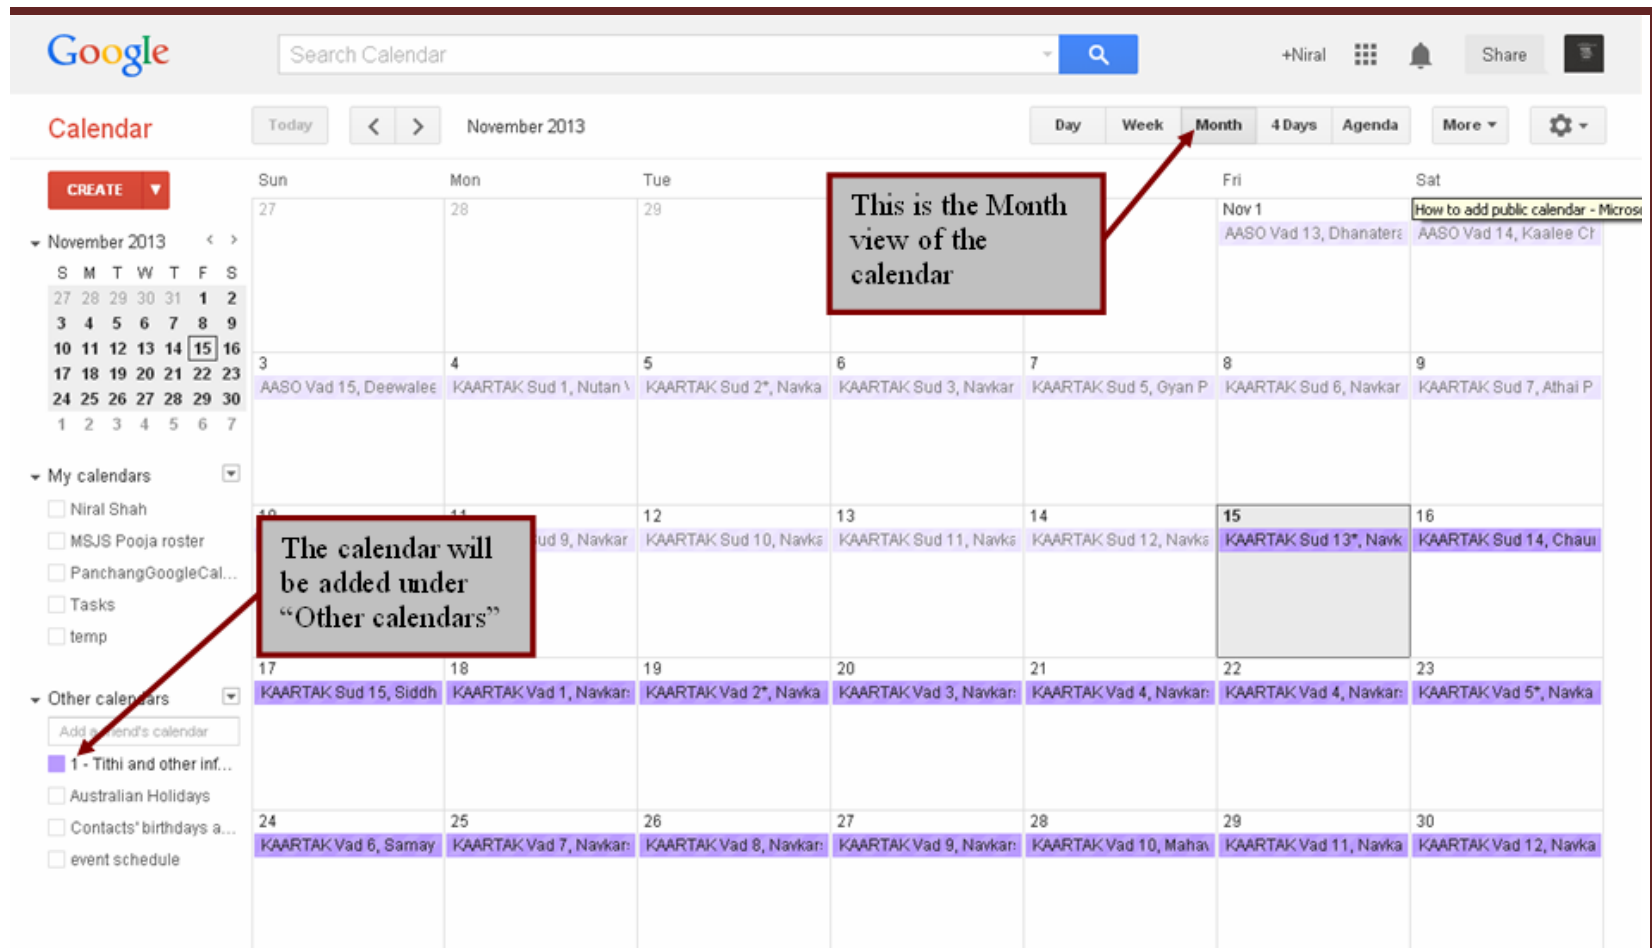 Google
Search Calendar
+Niral
Share
Calendar
Today
November 2013
Day Week Month 4 Days Agenda
More
CREATE
Sun Mon Tue Fri Sat
27 28 29 Nov 1
How to add public calendar - Micros
AASO Vad 13, Dhanatera AASO Vad 14, Kaalee Ch
This is the Month
view of the
calendar
November 2013
S M T W T F S
27 28 29 30 31 1 2
3 4 5 6 7 8 9
10 11 12 13 14 15 16
17 18 19 20 21 22 23
24 25 26 27 28 29 30
1 2 3 4 5 6 7
3 4 5 6 7 8 9
AASO Vad 15, Deewalee KAARTAK Sud 1, Nutan KAARTAK Sud 2*, Navka KAARTAK Sud 3, Navkar KAARTAK Sud 5, Gyan P KAARTAK Sud 6, Navkar KAARTAK Sud 7, Athai P
My calendars
Niral Shah
MSJS Pooja roster
PanchangGoogleCal...
Tasks
temp
12 13 14 15 16
ud 9, Navkar KAARTAK Sud 10, Navka KAARTAK Sud 11, Navka KAARTAK Sud 12, Navka KAARTAK Sud 13*, Navk KAARTAK Sud 14, Chau
The calendar will
be added under
“Other calendars”
17 18 19 20 21 22 23
KAARTAK Sud 15, Siddh KAARTAK Vad 1, Navkar KAARTAK Vad 2*, Navka KAARTAK Vad 3, Navkar KAARTAK Vad 4, Navkar KAARTAK Vad 4, Navkar KAARTAK Vad 5*, Navka
Other calendars
calendar
1 - Tithi and other inf...
Australian Holidays
Contacts' birthdays a...
event schedule
24 25 26 27 28 29 30
KAARTAK Vad 6, Samay KAARTAK Vad 7, Navkar KAARTAK Vad 8, Navkar KAARTAK Vad 9, Navkar KAARTAK Vad 10, Mahav KAARTAK Vad 11, Navka KAARTAK Vad 12, Navka